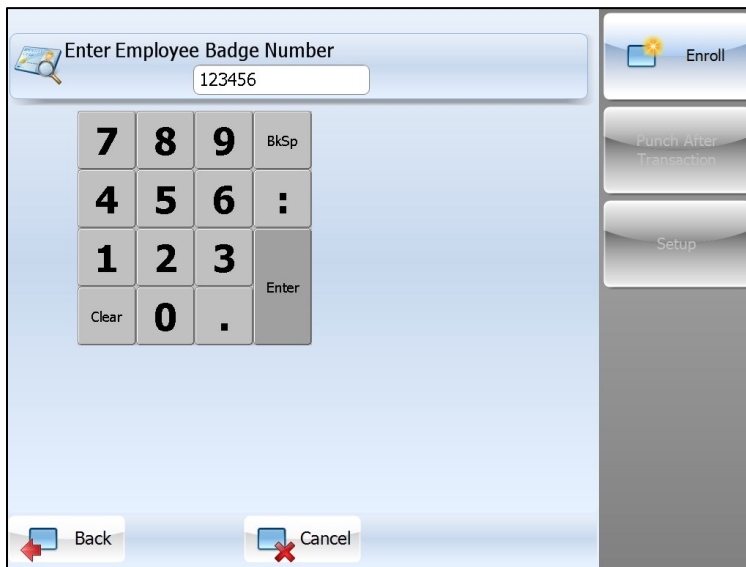 Enter Employee Badge Number
123456
Enroll
Punch After
Transaction
Setup
7 8 9 BkSp
4 5 6 :
1 2 3
Enter
Clear 0 .
Back Cancel